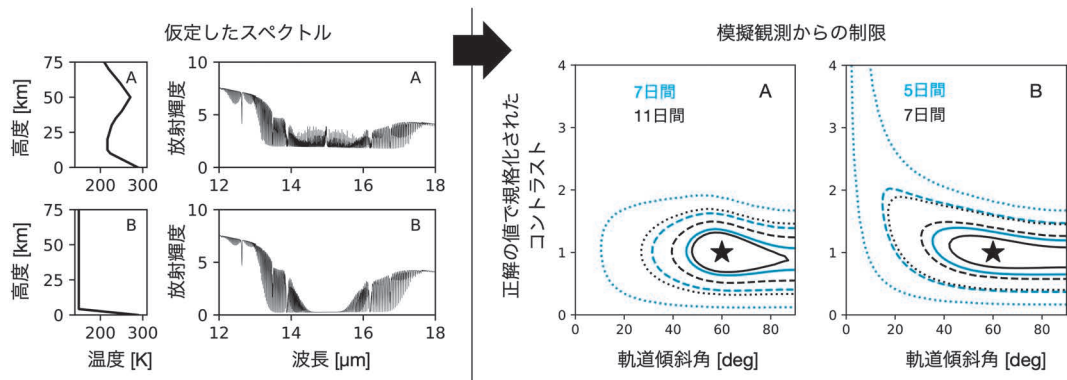 仮定したスペクトル
模擬観測からの制限
高度 [km]
75
50
25
0
A
200 300
放射輝度
10
5
0
A
12 14 16 18
高度 [km]
75
50
25
0
B
200 300
温度 [K]
放射輝度
10
5
0
B
12 14 16 18
波長 [μm]
正解の値で規格化された
コントラスト
4
3
2
1
0
7日間
11日間
A
0 20 40 60 80
軌道傾斜角 [deg]
4
3
2
1
0
5日間
7日間
B
0 20 40 60 80
軌道傾斜角 [deg]